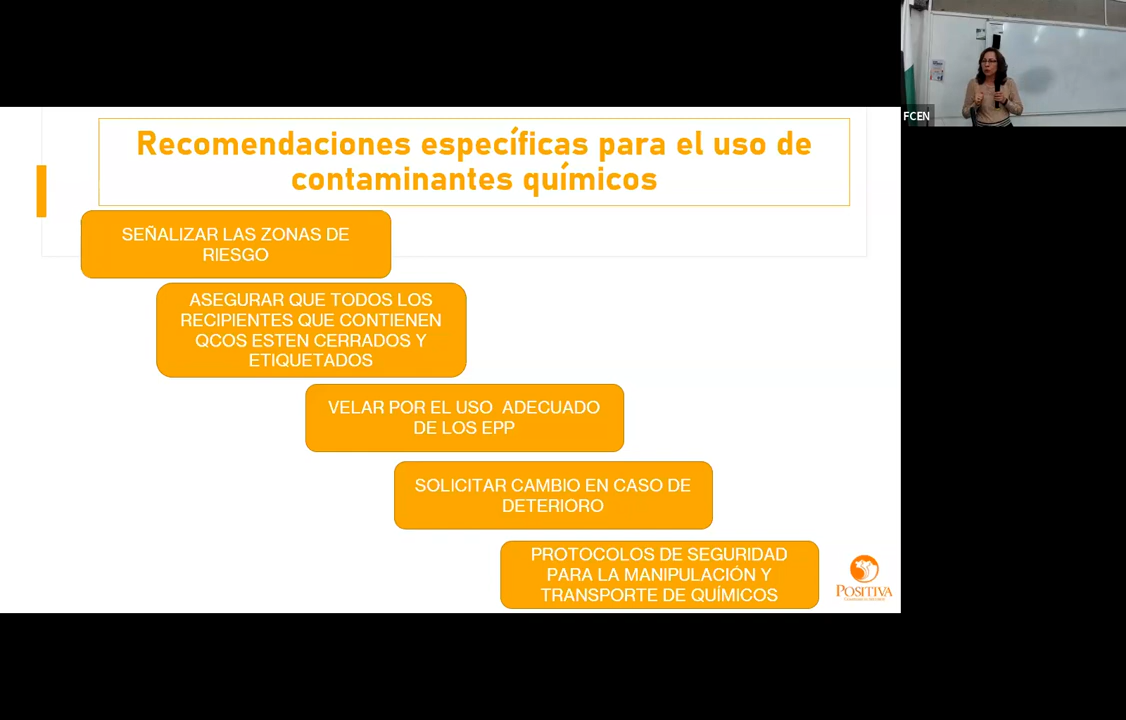 FCEN
Recomendaciones específicas para el uso de
contaminantes químicos
SEÑALIZAR LAS ZONAS DE
RIESGO
ASEGURAR QUE TODOS LOS
RECIPIENTES QUE CONTIENEN
QCOS ESTEN CERRADOS Y
ETIQUETADOS
VELAR POR EL USO ADECUADO
DE LOS EPP
SOLICITAR CAMBIO EN CASO DE
DETERIORO
PROTOCOLOS DE SEGURIDAD
PARA LA MANIPULACIÓN Y
TRANSPORTE DE QUÍMICOS
POSITIVA